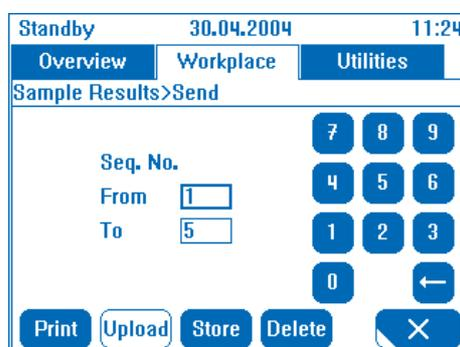 Standby 30.04.2004 11:24
Overview Workplace Utilities
Sample Results>Send
7 8 9
Seq. No.
4 5 6
From 1
To 5
1 2 3
0 ←
Print Upload Store Delete ✕